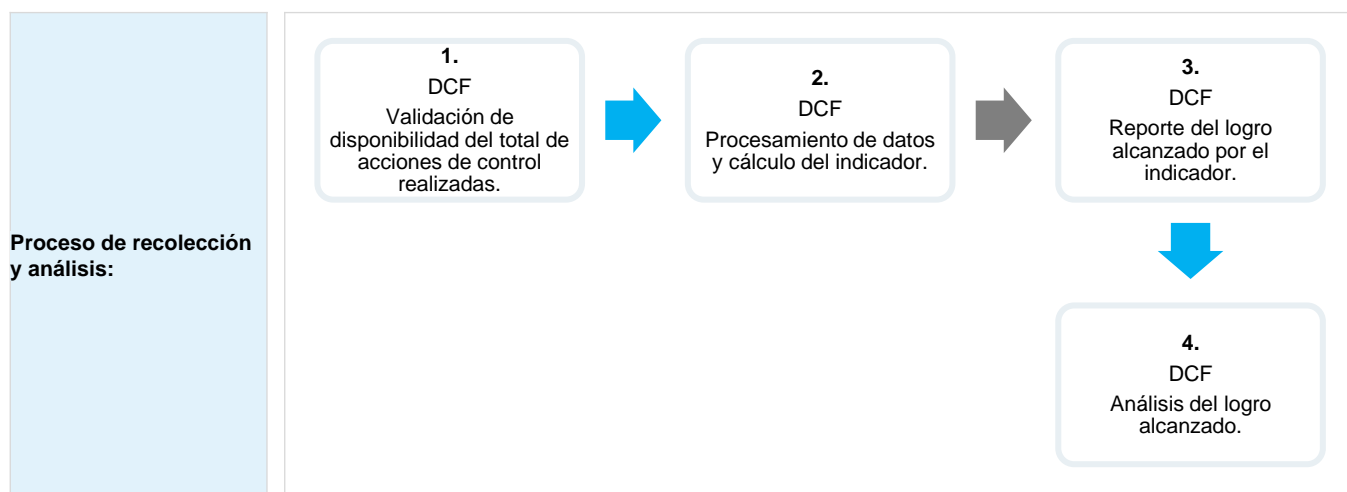 Proceso de recolección
y análisis:
1.
DCF
Validación de
disponibilidad del total de
acciones de control
realizadas.
2.
DCF
Procesamiento de datos
y cálculo del indicador.
3.
DCF
Reporte del logro
alcanzado por el
indicador.
4.
DCF
Análisis del logro
alcanzado.